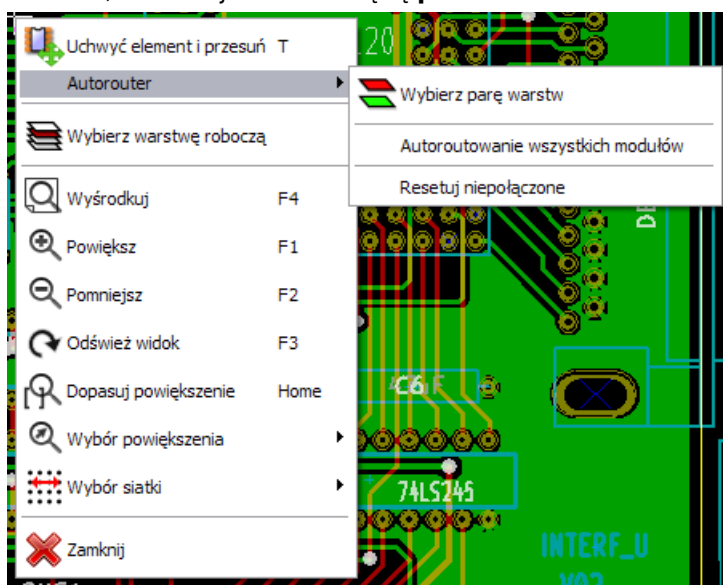 Uchwyć element i przesuń T
Autorouter
Wybierz warstwę roboczą
Wyśrodkuj F4
Powiększ F1
Pomniejsz F2
Odśwież widok F3
Dopasuj powiększenie Home
Wybór powiększenia
Wybór siatki
Zamknij
Wybierz parę warstw
Autoroutowanie wszystkich modułów
Resetuj niepołączone
C6
74LS245
INTERF_U